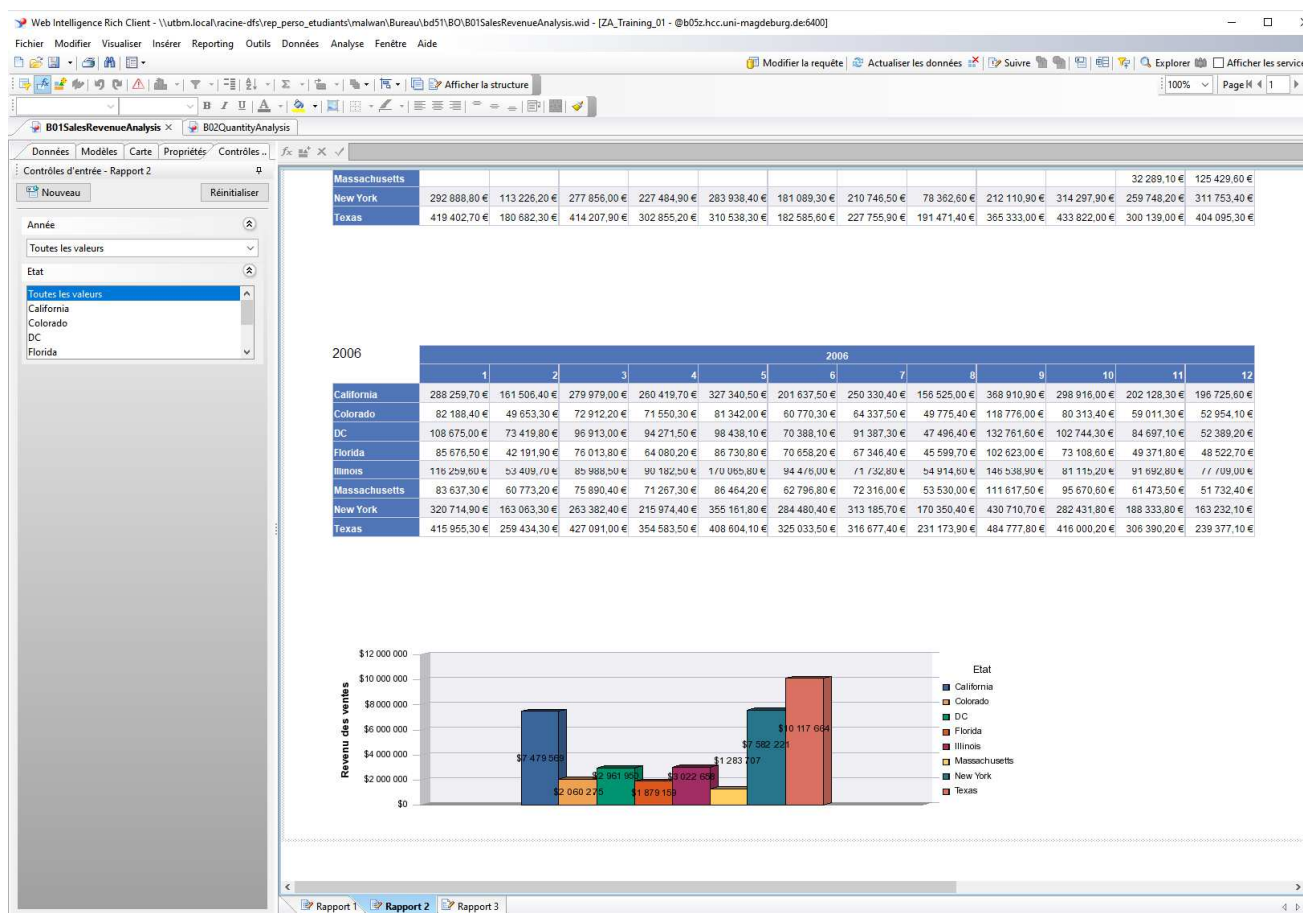 Web Intelligence Rich Client - \\utbm.local\racine-dfs\rep_perso_etudiants\malwan\Bureau\bd51\BO\B01SalesRevenueAnalysis.wid - [ZA_Training_01 - @b05z.hcc.uni-magdeburg.de:6400]
Fichier Modifier Visualiser Insérer Reporting Outils Données Analyse Fenêtre Aide
Modifier la requête Actualiser les données Suivre Explorer Afficher les service
Afficher la structure 100% Page 1
B I U A
B01SalesRevenueAnalysis B02QuantityAnalysis
Données Modèles Carte Propriétés Contrôles ..
Contrôles d'entrée - Rapport 2
Nouveau Réinitialiser
Année
Toutes les valeurs
Etat
Toutes les valeurs
California
Colorado
DC
Florida
Massachusetts 32 289,10 € 125 429,60 €
New York 292 888,80 € 113 226,20 € 277 856,00 € 227 484,90 € 283 938,40 € 181 089,30 € 210 746,50 € 78 362,60 € 212 110,90 € 314 297,90 € 259 748,20 € 311 753,40 €
Texas 419 402,70 € 180 682,30 € 414 207,90 € 302 855,20 € 310 538,30 € 182 585,60 € 227 755,90 € 191 471,40 € 365 333,00 € 433 822,00 € 300 139,00 € 404 095,30 €
2006 2006
1 2 3 4 5 6 7 8 9 10 11 12
California 288 259,70 € 161 506,40 € 279 979,00 € 260 419,70 € 327 340,50 € 201 637,50 € 250 330,40 € 156 525,00 € 368 910,90 € 298 916,00 € 202 128,30 € 196 725,60 €
Colorado 82 188,40 € 49 653,30 € 72 912,20 € 71 550,30 € 81 342,00 € 60 770,30 € 64 337,50 € 49 775,40 € 118 776,00 € 80 313,40 € 59 011,30 € 52 954,10 €
DC 108 675,00 € 73 419,80 € 96 913,00 € 94 271,50 € 98 438,10 € 70 388,10 € 91 387,30 € 47 496,40 € 132 761,60 € 102 744,30 € 84 697,10 € 52 389,20 €
Florida 85 676,50 € 42 191,90 € 76 013,80 € 64 080,20 € 86 730,80 € 70 658,20 € 67 346,40 € 45 599,70 € 102 623,00 € 73 108,60 € 49 371,80 € 48 522,70 €
Illinois 116 259,60 € 53 409,70 € 85 988,50 € 90 182,50 € 170 065,80 € 94 476,00 € 71 732,80 € 54 914,60 € 146 538,90 € 81 115,20 € 91 692,80 € 77 709,00 €
Massachusetts 83 637,30 € 60 773,20 € 75 890,40 € 71 267,30 € 86 464,20 € 62 796,80 € 72 316,00 € 53 530,00 € 111 617,50 € 95 670,60 € 61 473,50 € 51 732,40 €
New York 320 714,90 € 163 063,30 € 263 382,40 € 215 974,40 € 355 161,80 € 284 480,40 € 313 185,70 € 170 350,40 € 430 710,70 € 282 431,80 € 188 333,80 € 163 232,10 €
Texas 415 955,30 € 259 434,30 € 427 091,00 € 354 583,50 € 408 604,10 € 325 033,50 € 316 677,40 € 231 173,90 € 484 777,80 € 416 000,20 € 306 390,20 € 239 377,10 €
Revenu des ventes
$12 000 000
$10 000 000
$8 000 000
$6 000 000
$4 000 000
$2 000 000
$0
$7 479 569
$2 060 275
$2 961 950
$1 879 159
$3 022 658
$1 283 707
$7 582 221
$10 117 664
Etat
California
Colorado
DC
Florida
Illinois
Massachusetts
New York
Texas
Rapport 1 Rapport 2 Rapport 3